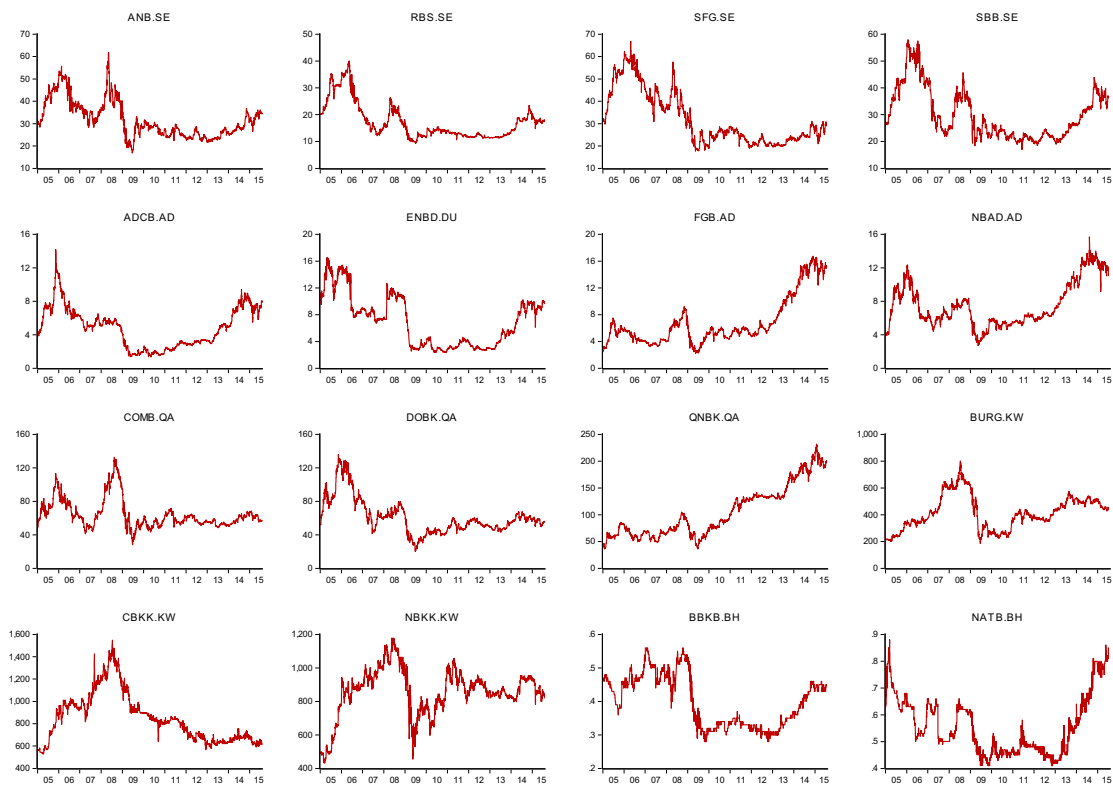 ANB.SE
70
60
50
40
30
20
10
05 06 07 08 09 10 11 12 13 14 15
RBS.SE
50
40
30
20
10
0
05 06 07 08 09 10 11 12 13 14 15
SFG.SE
70
60
50
40
30
20
10
05 06 07 08 09 10 11 12 13 14 15
SBB.SE
60
50
40
30
20
10
05 06 07 08 09 10 11 12 13 14 15
ADCB.AD
16
12
8
4
0
05 06 07 08 09 10 11 12 13 14 15
ENBD.DU
20
16
12
8
4
0
05 06 07 08 09 10 11 12 13 14 15
FGB.AD
20
16
12
8
4
0
05 06 07 08 09 10 11 12 13 14 15
NBAD.AD
16
12
8
4
0
05 06 07 08 09 10 11 12 13 14 15
COMB.QA
160
120
80
40
0
05 06 07 08 09 10 11 12 13 14 15
DOBK.QA
160
120
80
40
0
05 06 07 08 09 10 11 12 13 14 15
QNBK.QA
250
200
150
100
50
0
05 06 07 08 09 10 11 12 13 14 15
BURG.KW
1,000
800
600
400
200
0
05 06 07 08 09 10 11 12 13 14 15
CBKK.KW
1,600
1,400
1,200
1,000
800
600
400
05 06 07 08 09 10 11 12 13 14 15
NBKK.KW
1,200
1,000
800
600
400
05 06 07 08 09 10 11 12 13 14 15
BBKB.BH
.6
.5
.4
.3
.2
05 06 07 08 09 10 11 12 13 14 15
NATB.BH
.9
.8
.7
.6
.5
.4
05 06 07 08 09 10 11 12 13 14 15